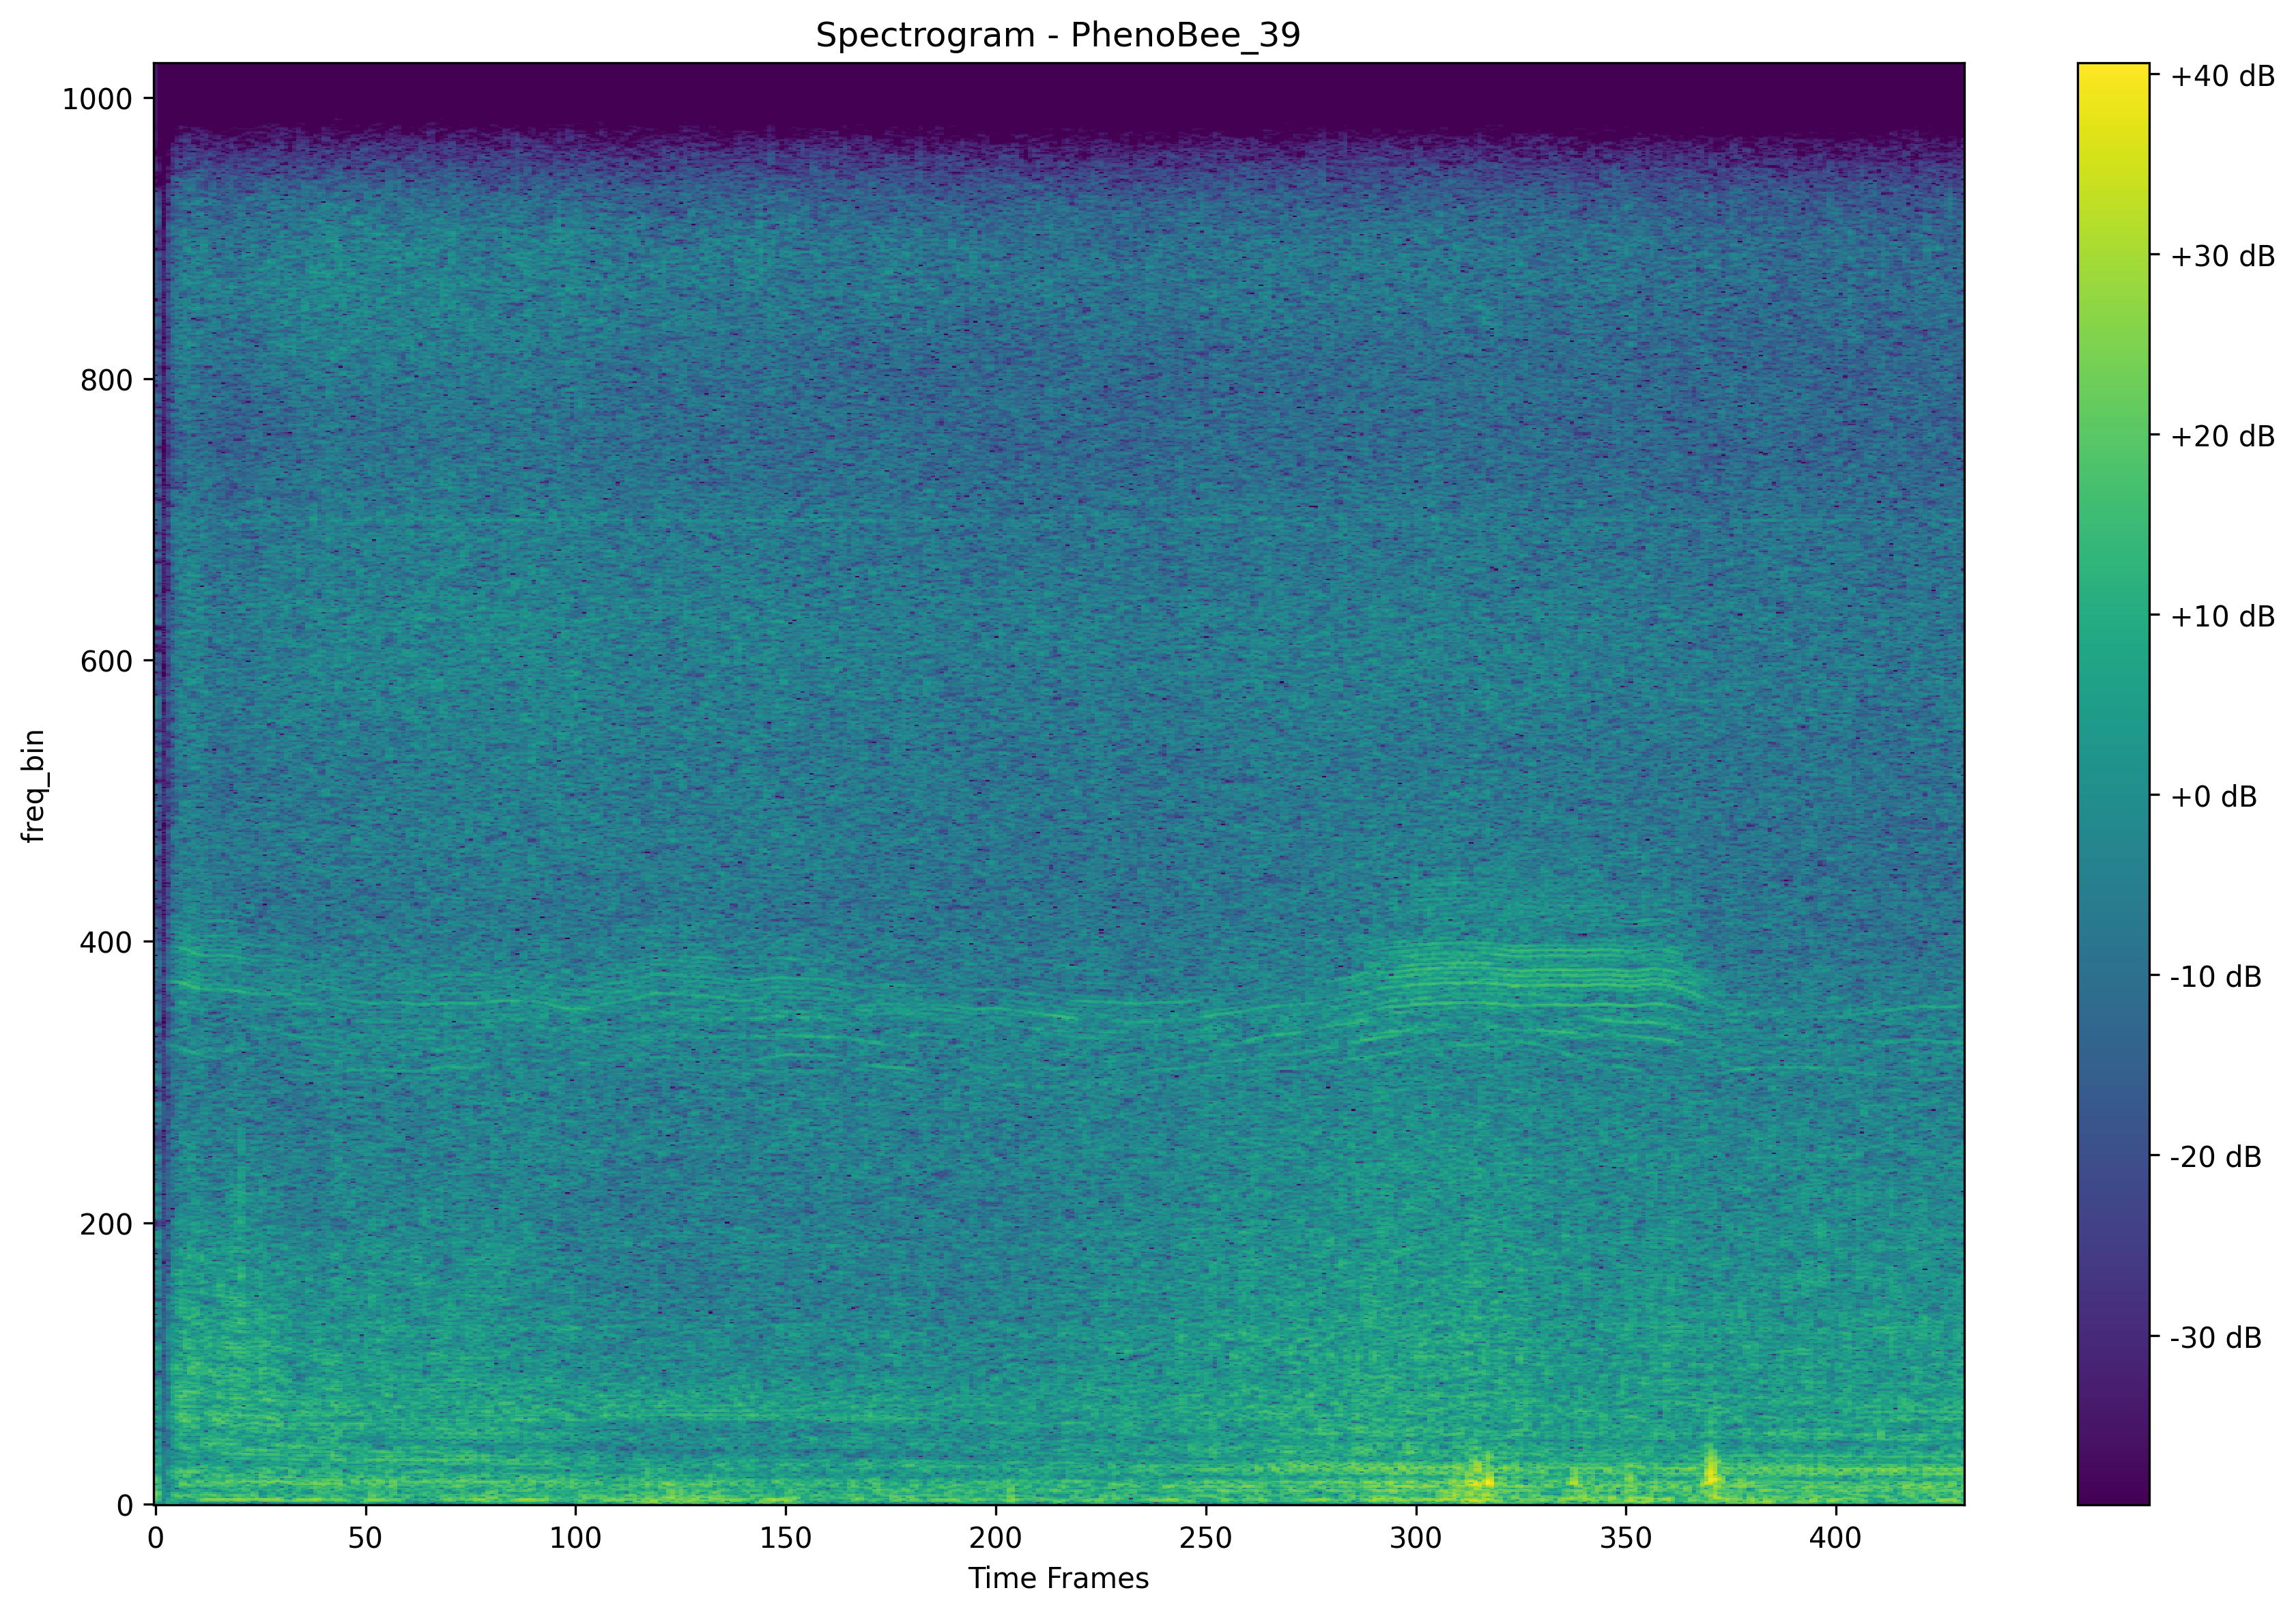 Spectrogram - PhenoBee_39
+40 dB
+30 dB
+20 dB
+10 dB
+0 dB
-10 dB
-20 dB
-30 dB
freq_bin
1000
800
600
400
200
0
0 50 100 150 200 250 300 350 400
Time Frames